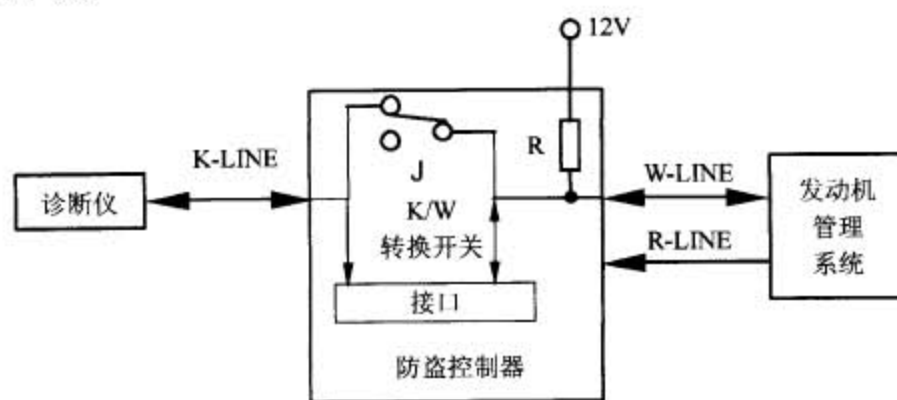 12V
K-LINE
R
W-LINE
诊断仪
J
发动机
管理
系统
K/W
转换开关
R-LINE
接口
防盗控制器